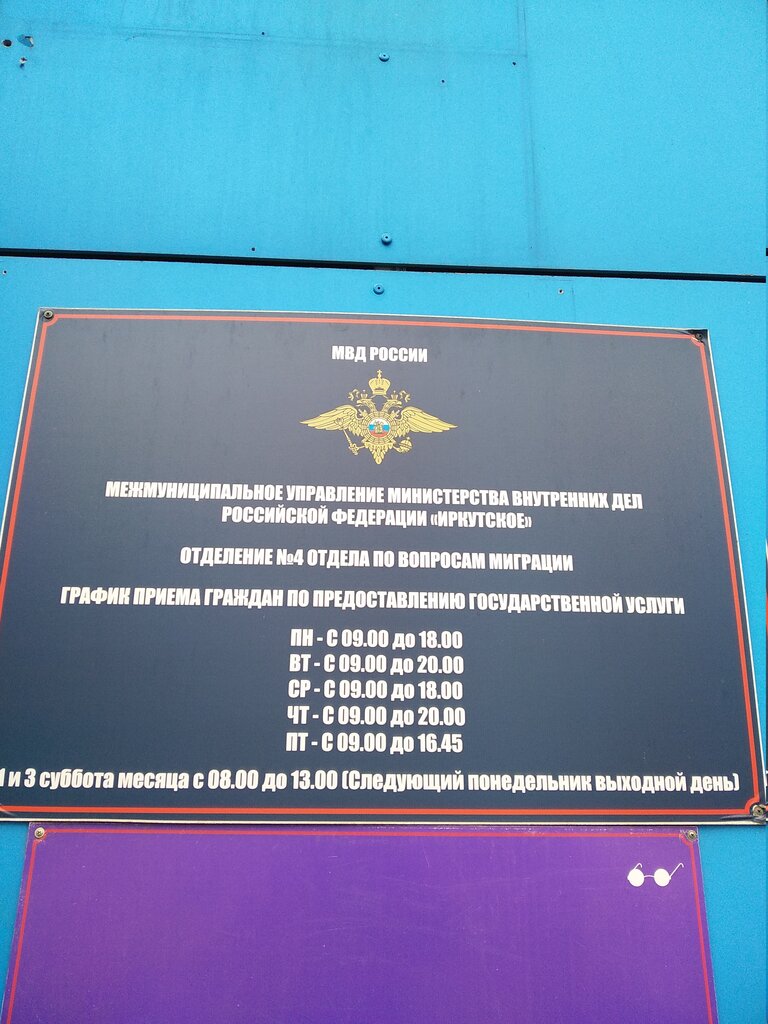 МВД РОССИИ
МЕЖМУНИЦИПАЛЬНОЕ УПРАВЛЕНИЕ МИНИСТЕРСТВА ВНУТРЕННИХ ДЕЛ
РОССИЙСКОЙ ФЕДЕРАЦИИ «ИРКУТСКОЕ»
ОТДЕЛЕНИЕ №4 ОТДЕЛА ПО ВОПРОСАМ МИГРАЦИИ
ГРАФИК ПРИЕМА ГРАЖДАН ПО ПРЕДОСТАВЛЕНИЮ ГОСУДАРСТВЕННОЙ УСЛУГИ
ПН - С 09.00 до 18.00
ВТ - С 09.00 до 20.00
СР - С 09.00 до 18.00
ЧТ - С 09.00 до 20.00
ПТ - С 09.00 до 16.45
1 и 3 суббота месяца с 08.00 до 13.00 (Следующий понедельник выходной день)